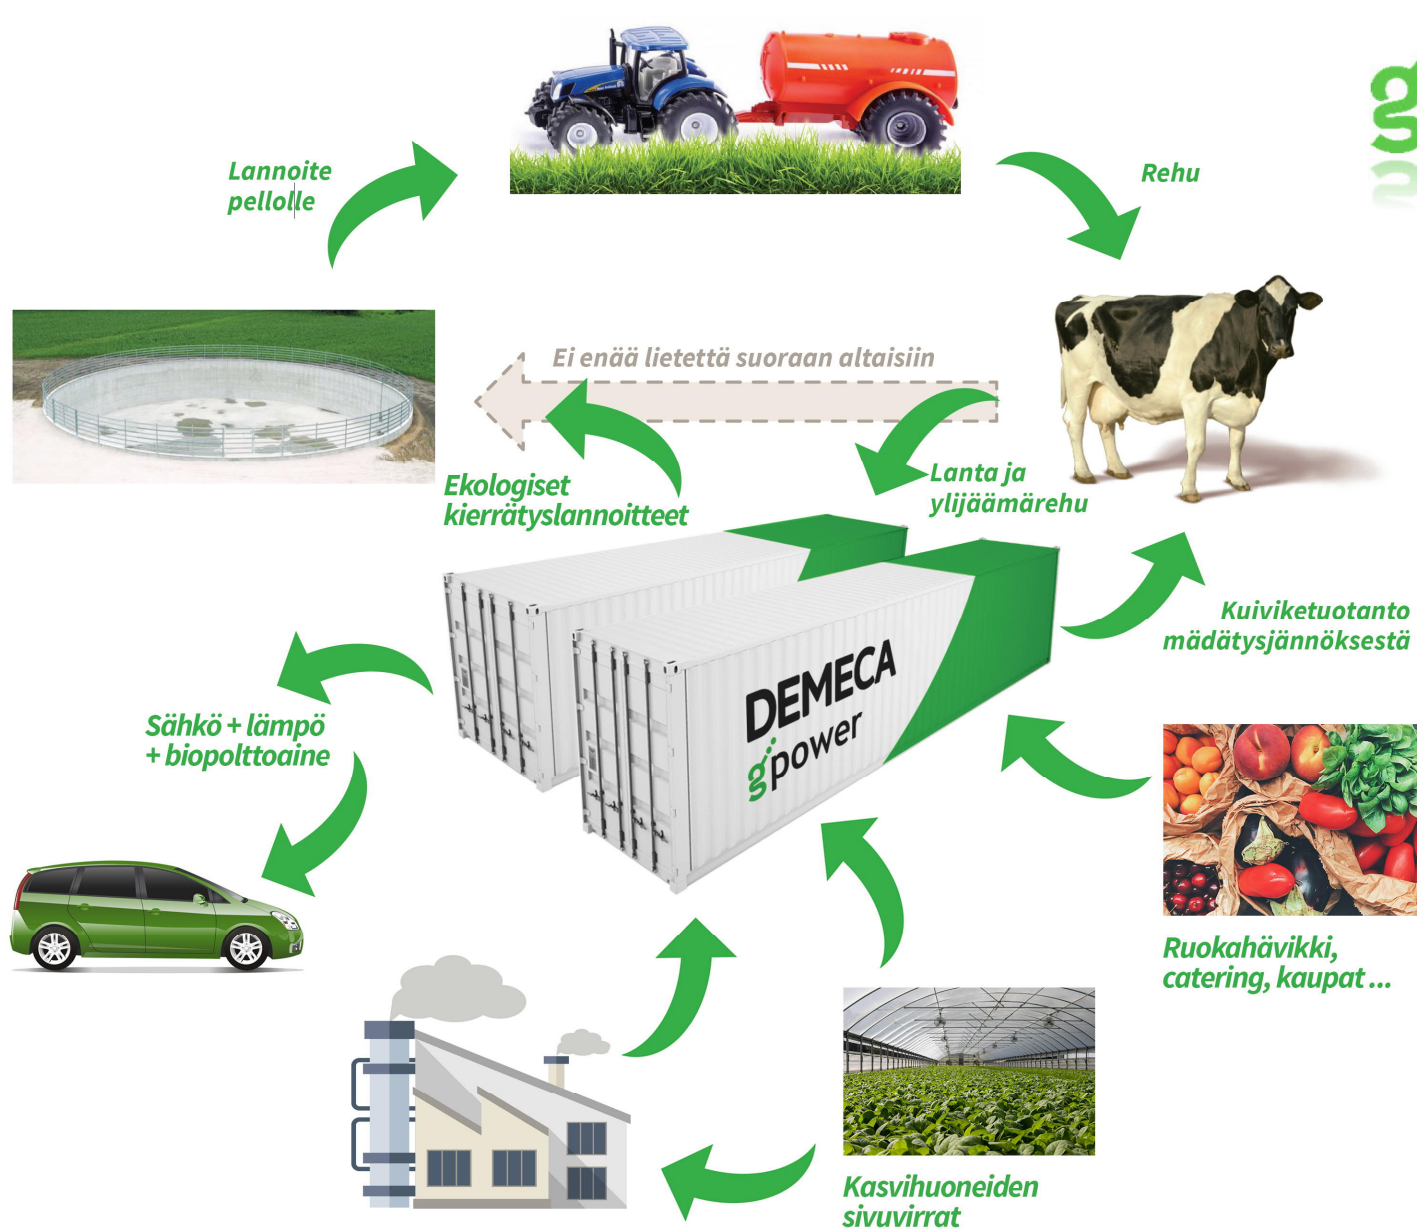 g
Lannoite
pellolle
Rehu
Ei enää lietettä suoraan altaisiin
Ekologiset
kierrätyslannoitteet
Lanta ja
ylijäämärehu
Kuiviketuotanto
mädätysjännöksestä
DEMECA
gpower
Sähkö + lämpö
+ biopolttoaine
Ruokahävikki,
catering, kaupat ...
Kasvihuoneiden
sivuvirrat